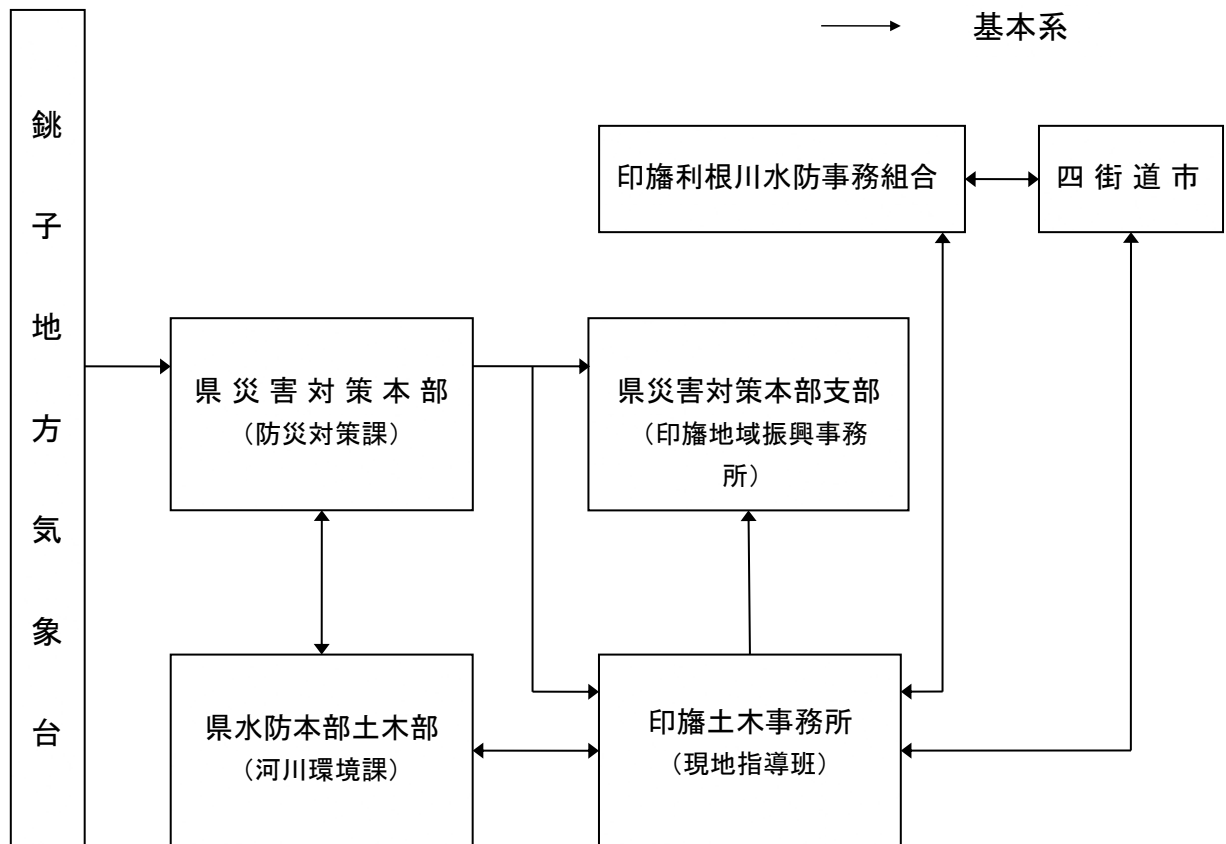 基本系
銚子地方気象台
印旛利根川水防事務組合
四街道市
県災害対策本部
（防災対策課）
県災害対策本部支部
（印旛地域振興事務
所）
県水防本部土木部
（河川環境課）
印旛土木事務所
（現地指導班）